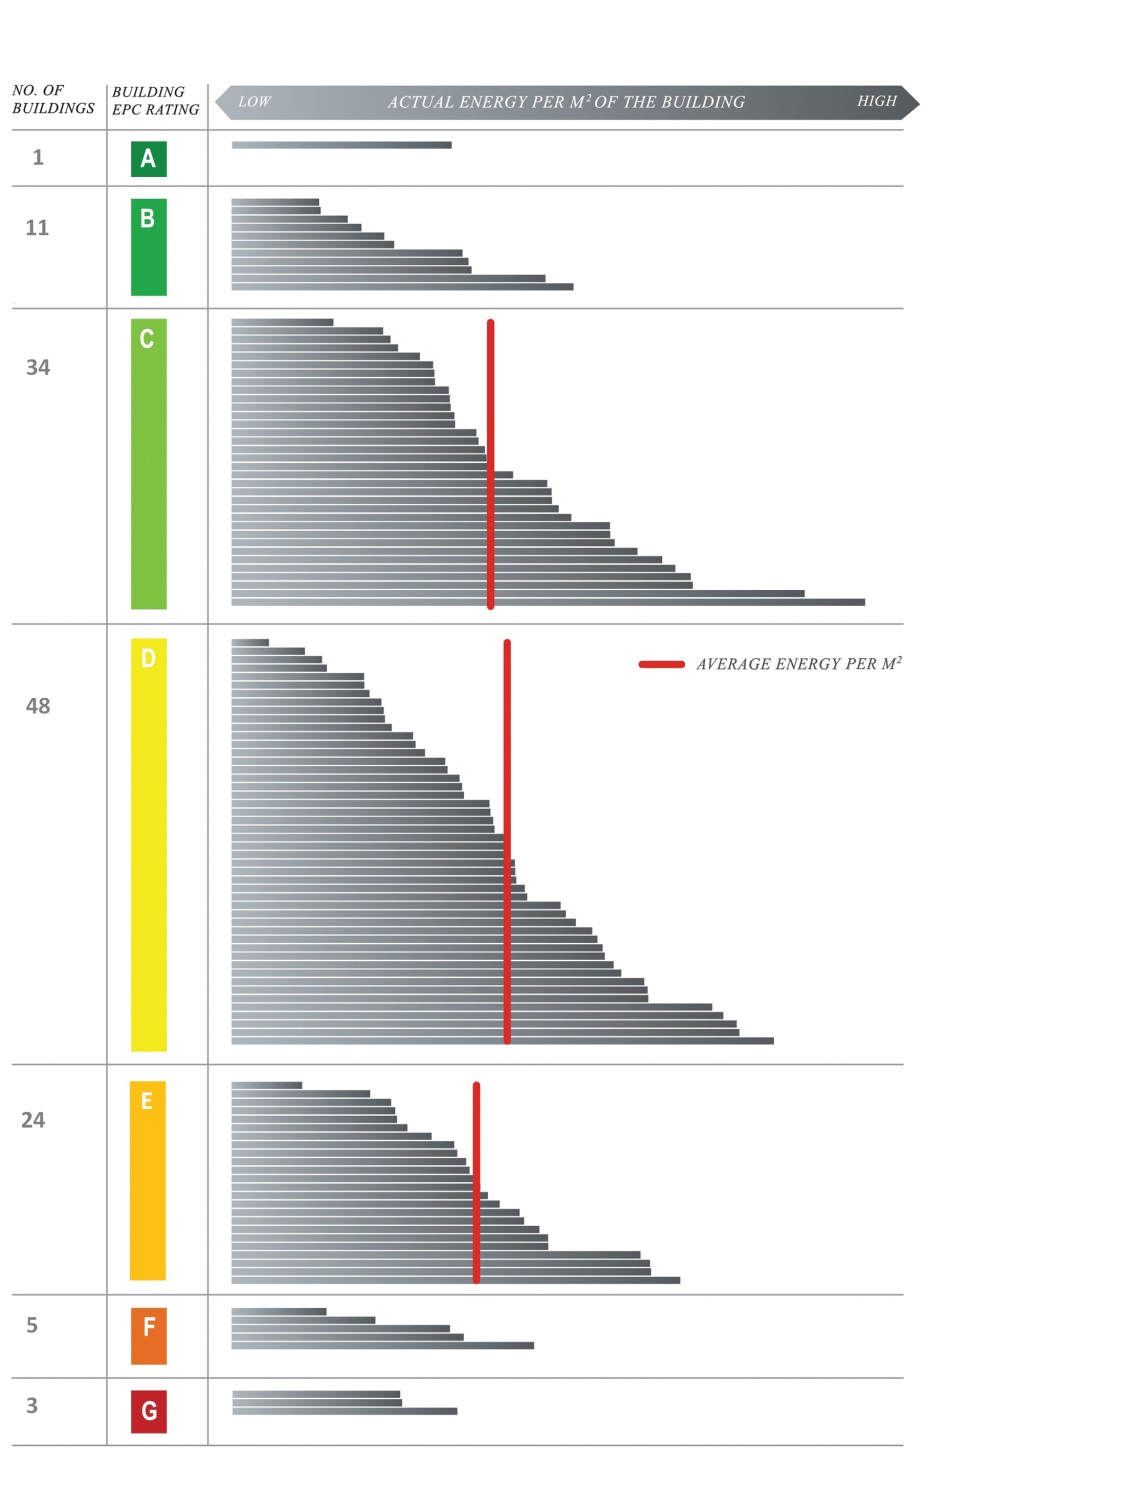 NO. OF
BUILDINGS
BUILDING
EPC RATING
LOW
ACTUAL ENERGY PER M² OF THE BUILDING
HIGH
1
A
11
B
34
C
48
D
AVERAGE ENERGY PER M²
24
E
5
F
3
G